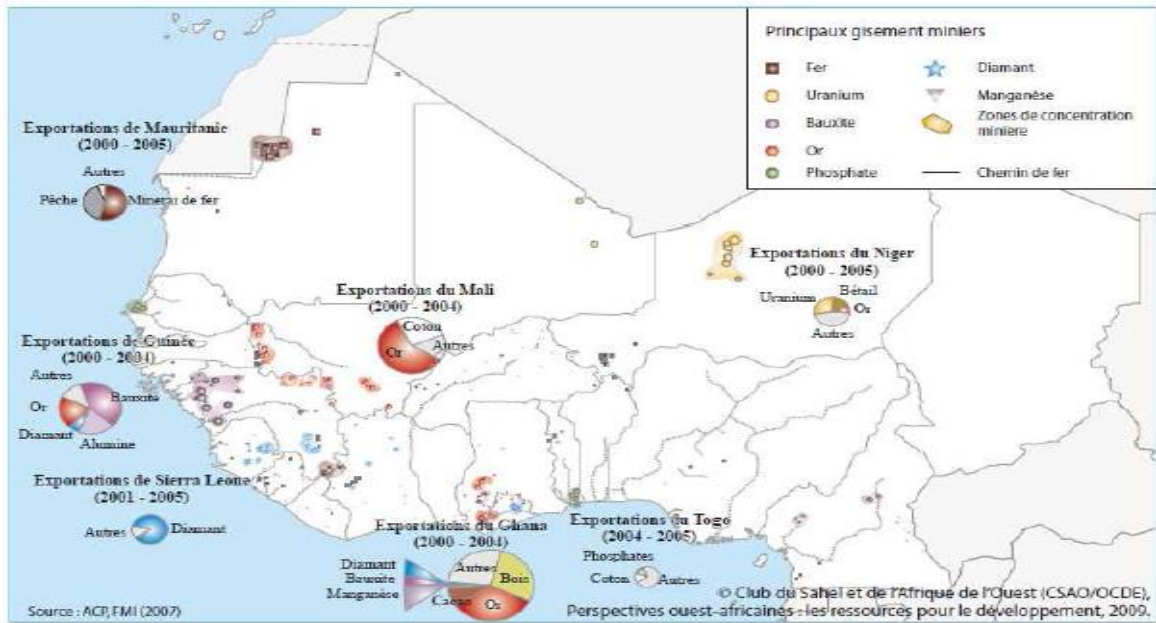 Principaux gisement miniers
Fer
Uranium
Bauxite
Or
Phosphate
Diamant
Manganèse
Zones de concentration
minière
Chemin de fer
Exportations de Mauritanie
(2000 - 2005)
Autres
Pêche
Minerai de fer
Exportations du Niger
(2000 - 2005)
Uranium
Bétail
Or
Autres
Exportations du Mali
(2000 - 2004)
Coton
Autres
Or
Exportations de Guinée
(2000 - 2004)
Autres
Bauxite
Or
Diamant
Alumine
Exportations de Sierra Leone
(2001 - 2005)
Autres
Diamant
Exportations du Ghana
(2000 - 2004)
Diamant
Bauxite
Manganèse
Autres
Bois
Cacao
Or
Exportations du Togo
(2004 - 2005)
Phosphates
Coton
Autres
Source : ACP, FMI (2007)
© Club du Sahel et de l'Afrique de l'Ouest (CSAO/OCDE),
Perspectives ouest-africaines : les ressources pour le développement, 2009.